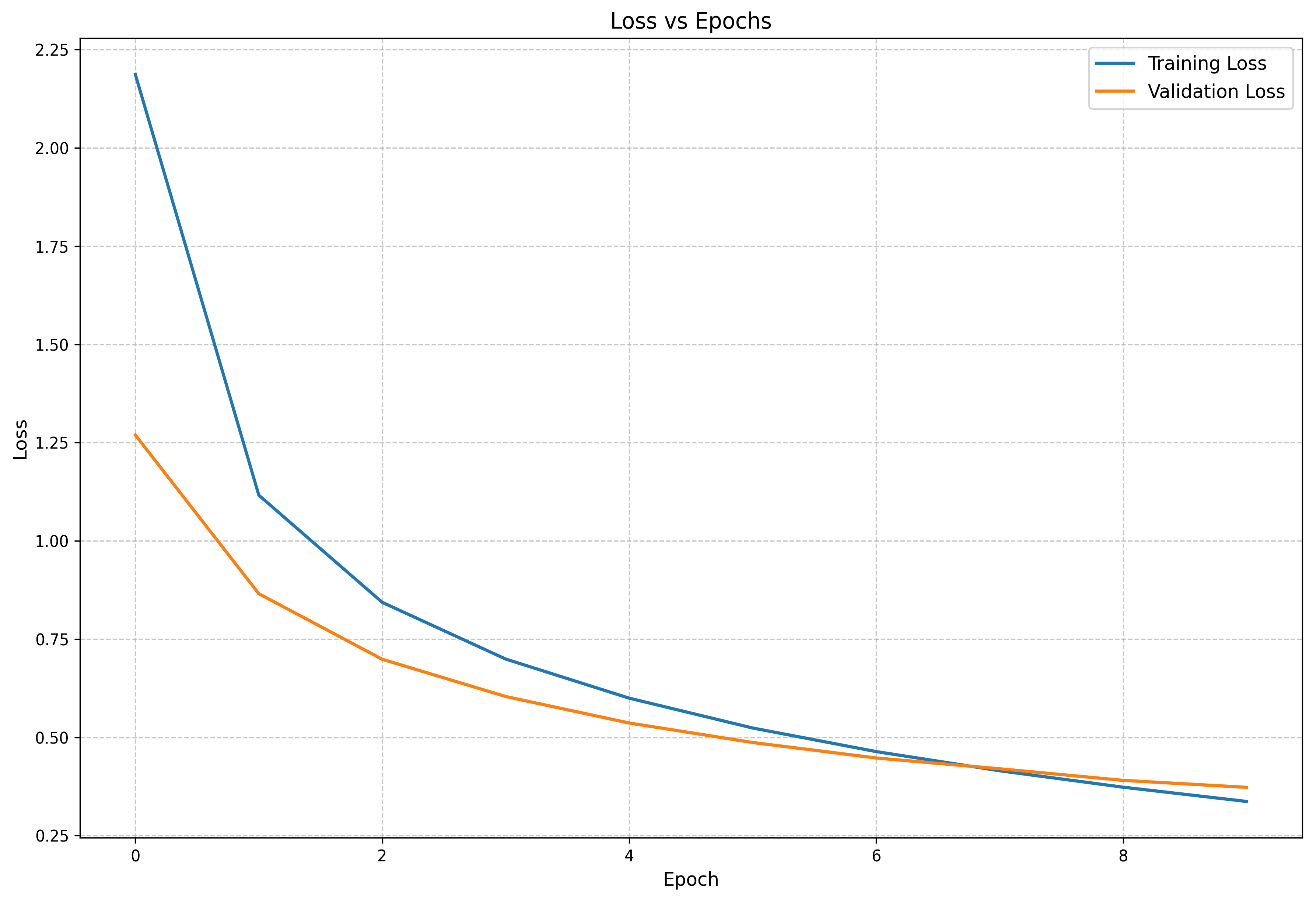 Loss vs Epochs
Training Loss
Validation Loss
2.25
2.00
1.75
1.50
1.25
1.00
0.75
0.50
0.25
Loss
0 2 4 6 8
Epoch